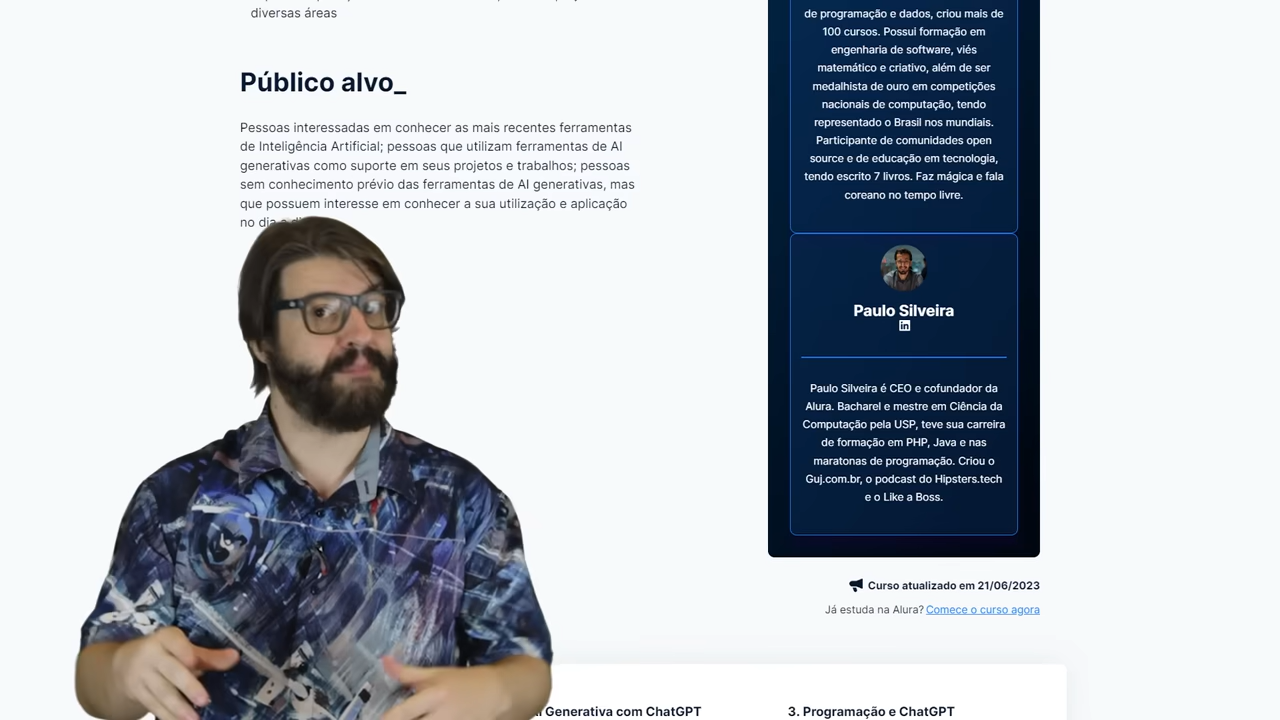 diversas áreas
Público alvo_
Pessoas interessadas em conhecer as mais recentes ferramentas
de Inteligência Artificial; pessoas que utilizam ferramentas de AI
generativas como suporte em seus projetos e trabalhos; pessoas
sem conhecimento prévio das ferramentas de AI generativas, mas
que possuem interesse em conhecer a sua utilização e aplicação
no dia a
de programação e dados, criou mais de
100 cursos. Possui formação em
engenharia de software, viés
matemático e criativo, além de ser
medalhista de ouro em competições
nacionais de computação, tendo
representado o Brasil nos mundiais.
Participante de comunidades open
source e de educação em tecnologia,
tendo escrito 7 livros. Faz mágica e fala
coreano no tempo livre.
Paulo Silveira
in
Paulo Silveira é CEO e cofundador da
Alura. Bacharel e mestre em Ciência da
Computação pela USP, teve sua carreira
de formação em PHP, Java e nas
maratonas de programação. Criou o
Guj.com.br, o podcast do Hipsters.tech
e o Like a Boss.
Curso atualizado em 21/06/2023
Já estuda na Alura? Comece o curso agora
Generativa com ChatGPT
3. Programação e ChatGPT